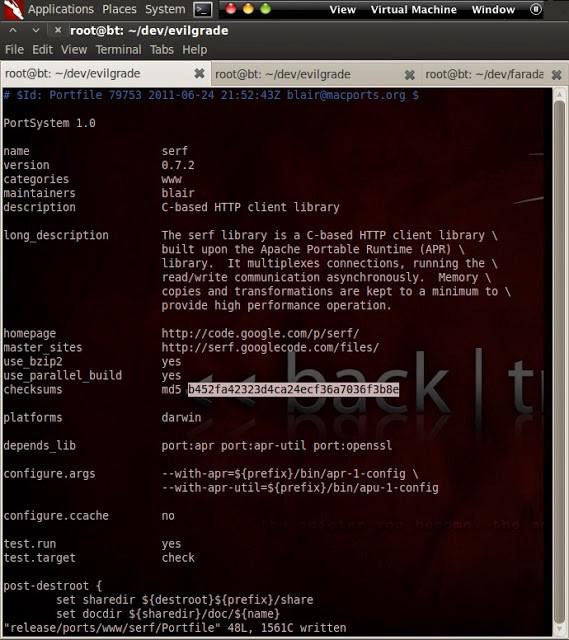 Applications Places System View Virtual Machine Window
root@bt: ~/dev/evilgrade
File Edit View Terminal Tabs Help
root@bt: ~/dev/evilgrade root@bt: ~/dev/evilgrade root@bt: ~/dev/farada
# $Id: Portfile 79753 2011-06-24 21:52:43Z blair@macports.org $
PortSystem 1.0
name serf
version 0.7.2
categories www
maintainers blair
description C-based HTTP client library
long_description The serf library is a C-based HTTP client library \
built upon the Apache Portable Runtime (APR) \
library. It multiplexes connections, running the \
read/write communication asynchronously. Memory \
copies and transformations are kept to a minimum to \
provide high performance operation.
homepage http://code.google.com/p/serf/
master_sites http://serf.googlecode.com/files/
use_bzip2 yes
use_parallel_build yes
checksums md5 b452fa42323d4ca24ecf36a7036f3b8e
<< back | tr
platforms darwin
depends_lib port:apr port:apr-util port:openssl
configure.args --with-apr=${prefix}/bin/apr-1-config \
--with-apr-util=${prefix}/bin/apu-1-config
configure.ccache no
test.run yes
test.target check
post-destroot {
set sharedir ${destroot}${prefix}/share
set docdir ${sharedir}/doc/${name}
"release/ports/www/serf/Portfile" 48L, 1561C written